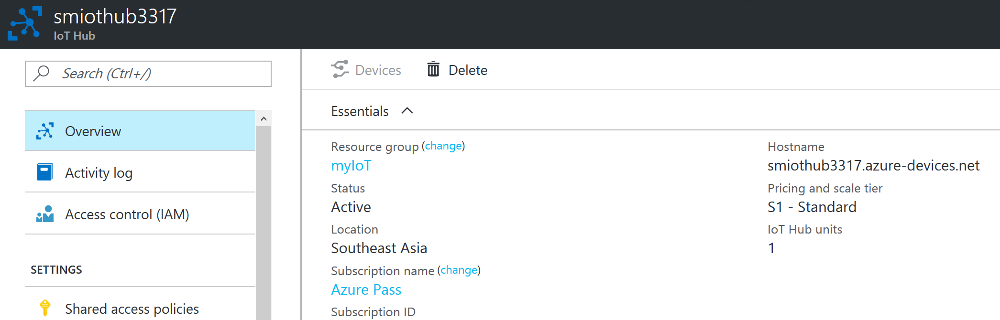 smiothub3317
IoT Hub
Search (Ctrl+/)
Overview
Activity log
Access control (IAM)
SETTINGS
Shared access policies
Devices
Delete
Essentials
Resource group (change)
myIoT
Status
Active
Location
Southeast Asia
Subscription name (change)
Azure Pass
Subscription ID
Hostname
smiothub3317.azure-devices.net
Pricing and scale tier
S1 - Standard
IoT Hub units
1